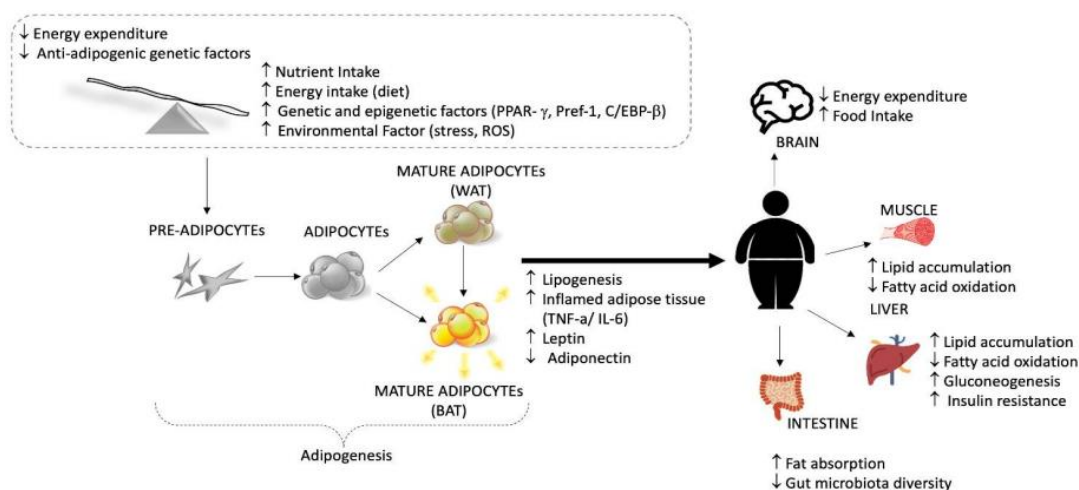 ↓ Energy expenditure
↓ Anti-adipogenic genetic factors
↑ Nutrient Intake
↑ Energy intake (diet)
↑ Genetic and epigenetic factors (PPAR- γ, Pref-1, C/EBP-β)
↑ Environmental Factor (stress, ROS)
PRE-ADIPOCYTEs
ADIPOCYTEs
MATURE ADIPOCYTEs
(WAT)
MATURE ADIPOCYTEs
(BAT)
Adipogenesis
↑ Lipogenesis
↑ Inflamed adipose tissue
(TNF-a/ IL-6)
↑ Leptin
↓ Adiponectin
↓ Energy expenditure
↑ Food Intake
BRAIN
MUSCLE
↑ Lipid accumulation
↓ Fatty acid oxidation
LIVER
↑ Lipid accumulation
↓ Fatty acid oxidation
↑ Gluconeogenesis
↑ Insulin resistance
INTESTINE
↑ Fat absorption
↓ Gut microbiota diversity